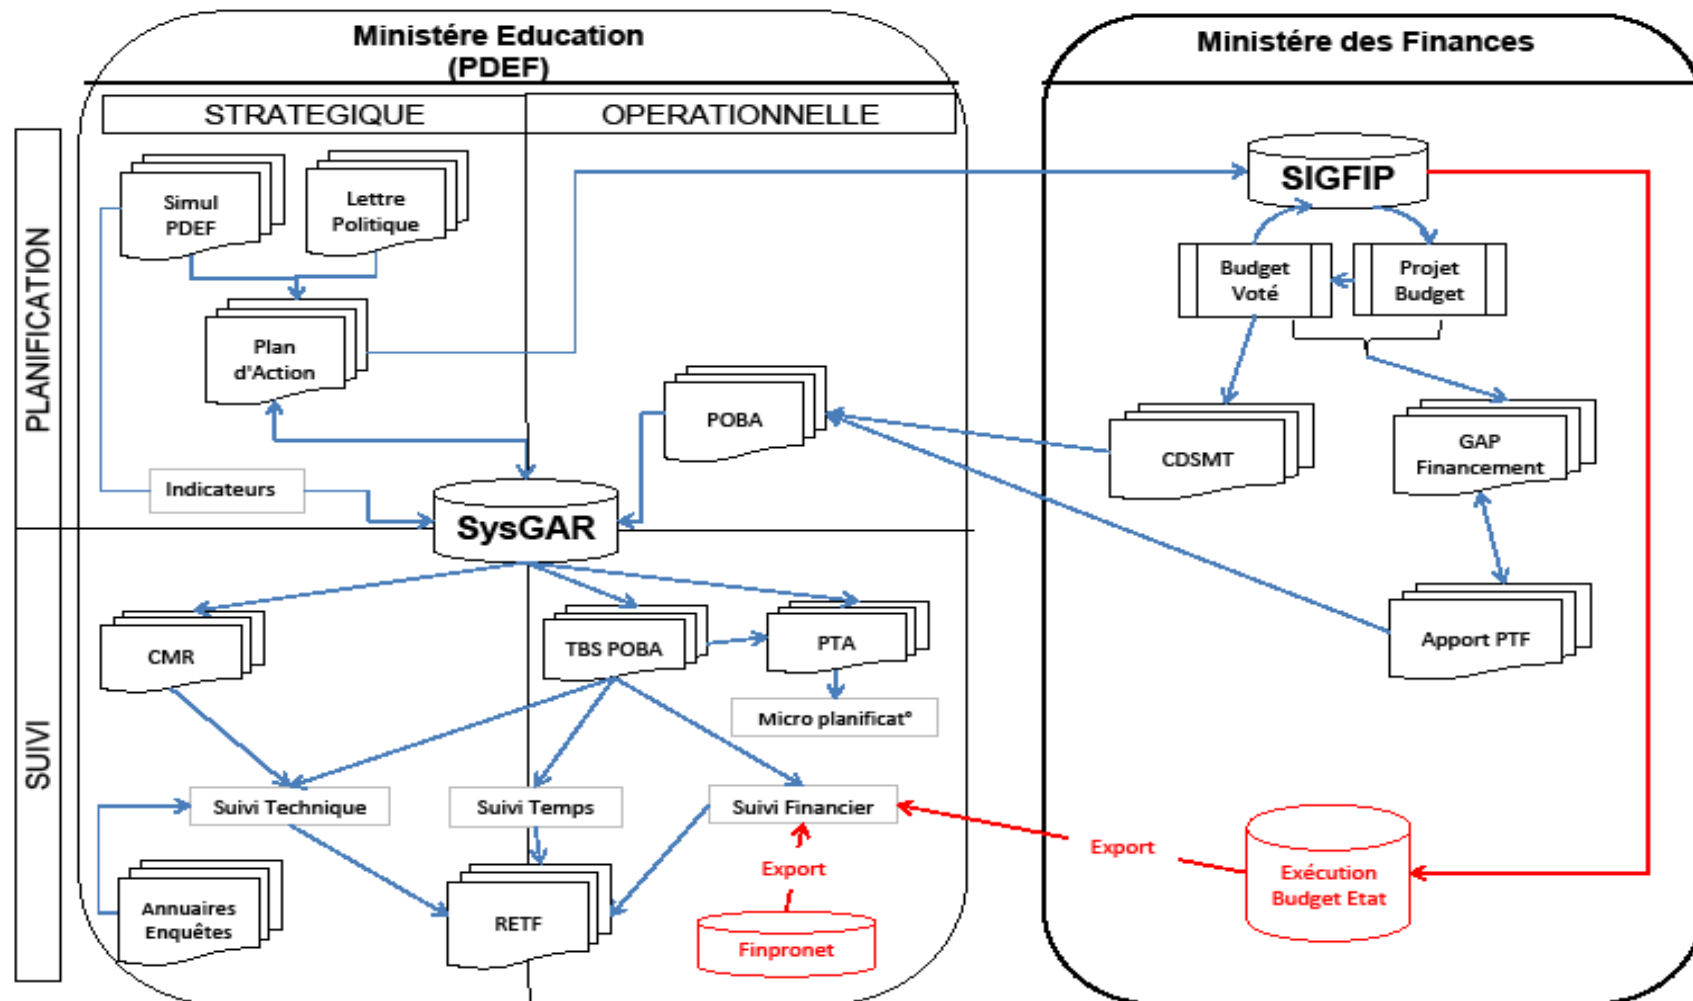 Ministére Education
(PDEF)
Ministére des Finances
STRATEGIQUE
OPERATIONNELLE
PLANIFICATION
Simul
PDEF
Lettre
Politique
SIGFIP
Budget
Voté
Projet
Budget
Plan
d'Action
POBA
CDSMT
GAP
Financement
Indicateurs
SysGAR
SUIVI
CMR
TBS POBA
PTA
Apport PTF
Micro planificat°
Suivi Technique
Suivi Temps
Suivi Financier
Export
Export
Exécution
Budget Etat
Annuaires
Enquêtes
RETF
Finpronet